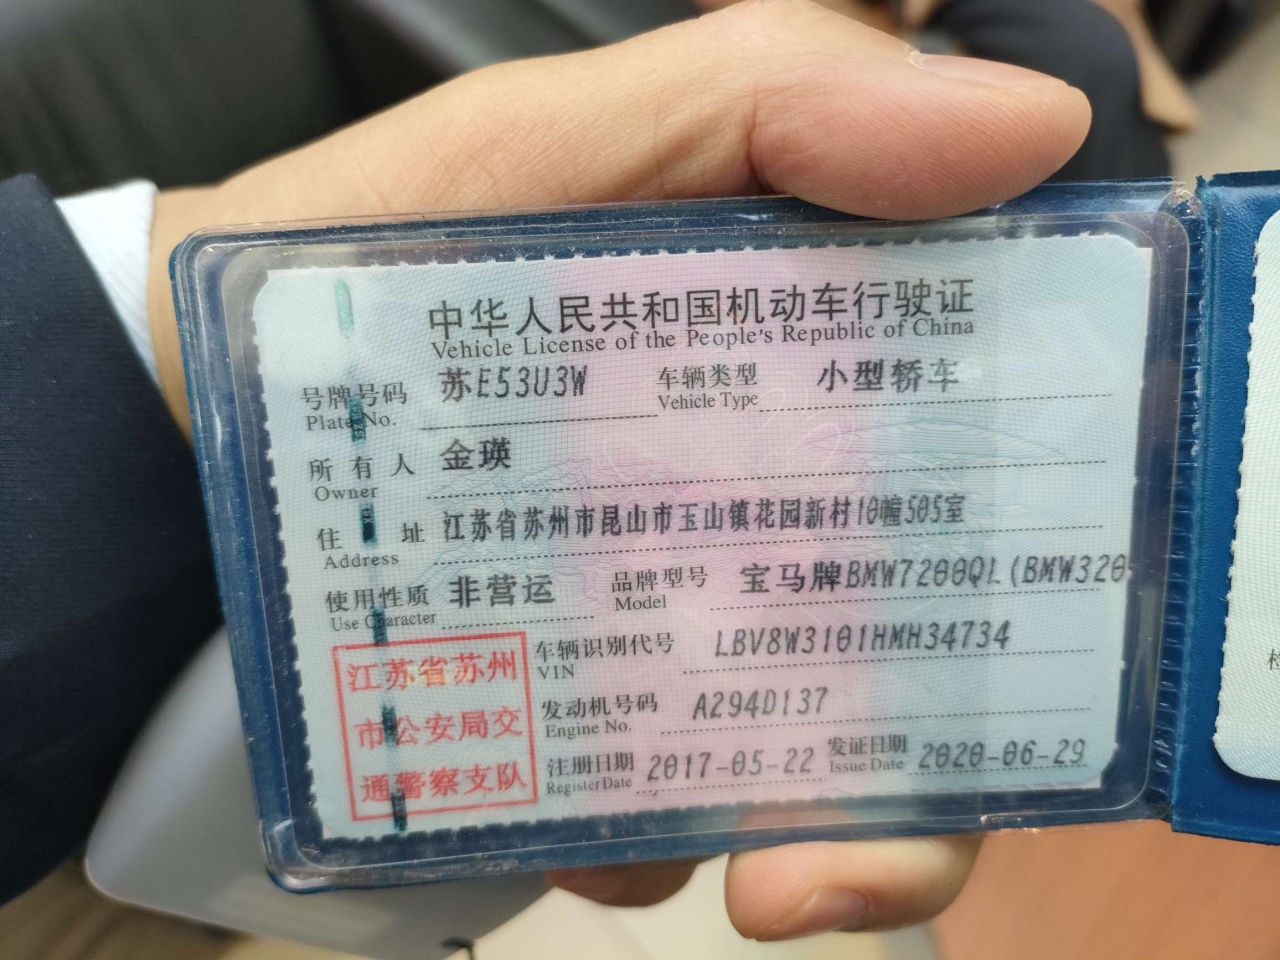 中华人民共和国机动车行驶证
Vehicle License of the People's Republic of China
号牌号码 苏E53U3W 车辆类型 小型轿车
Plate No. Vehicle Type
所有人 金瑛
Owner
住址 江苏省苏州市昆山市玉山镇花园新村10幢505室
Address
使用性质 非营运 品牌型号 宝马牌BMW7200QL(BMW320
Use Character Model
江苏省苏州
市公安局交
通警察支队
车辆识别代号 LBV8W3101HMH34734
VIN
发动机号码 A294D137
Engine No.
注册日期 2017-05-22 发证日期 2020-06-29
Register Date Issue Date